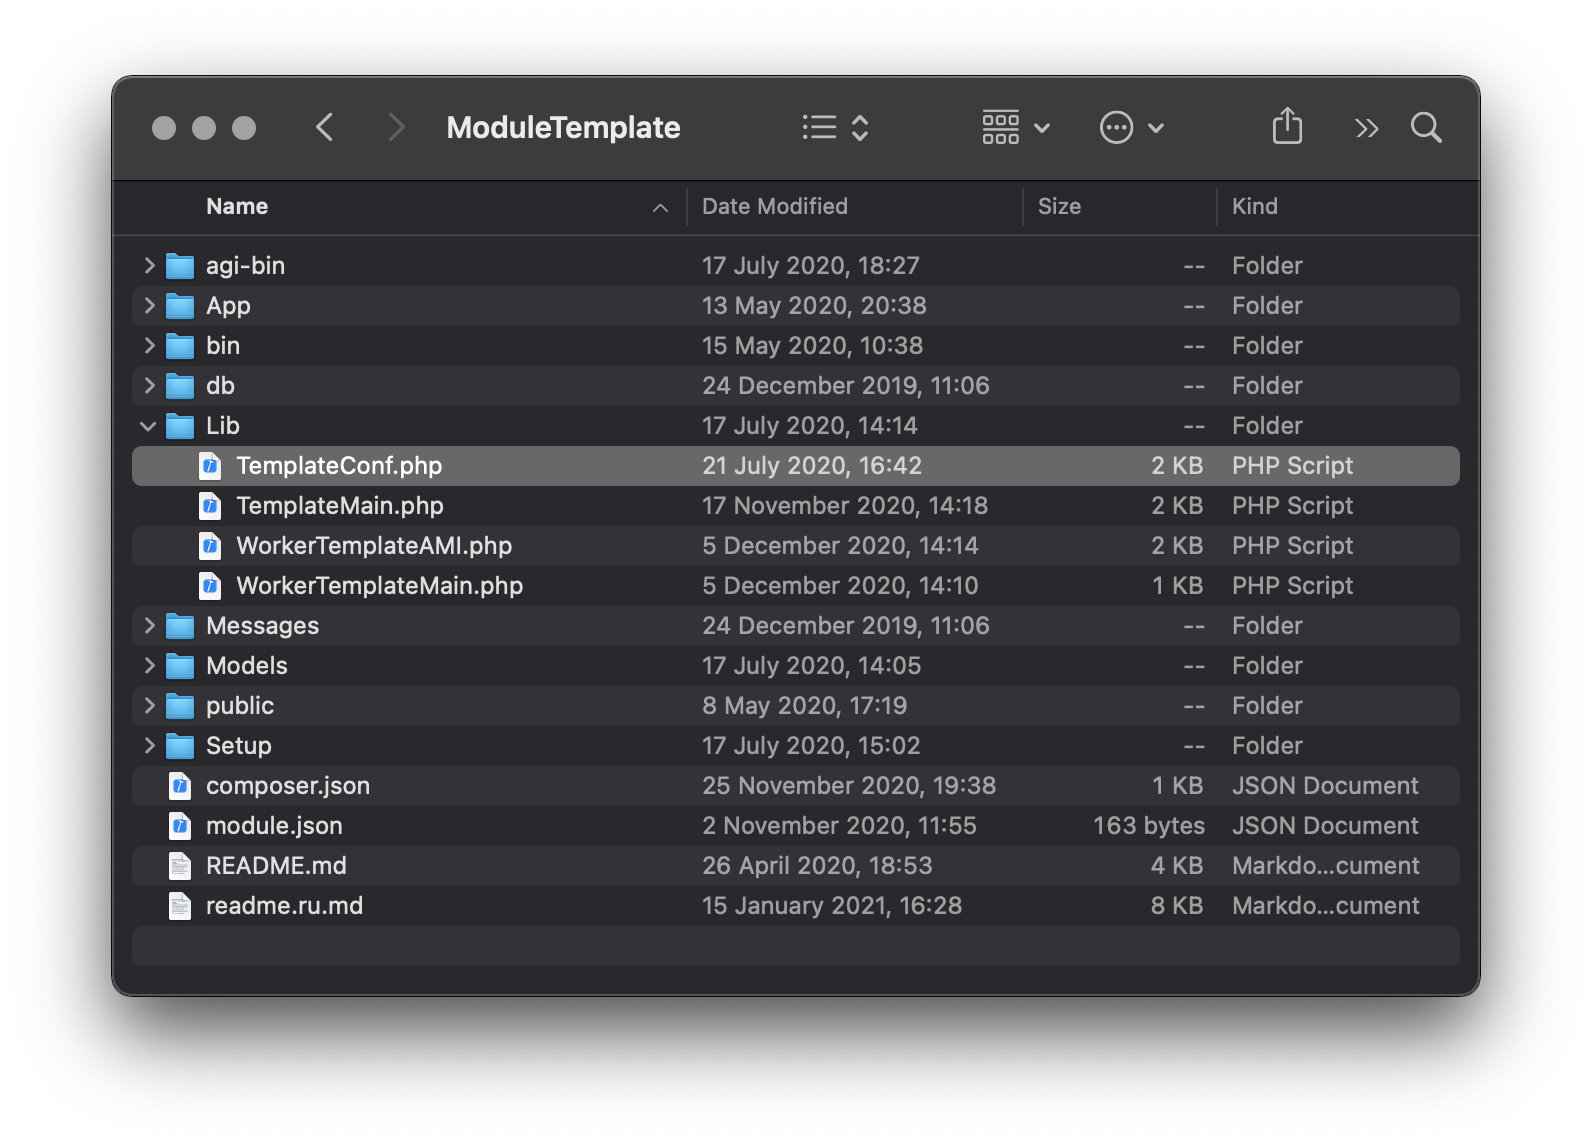 ModuleTemplate
Name Date Modified Size Kind
agi-bin 17 July 2020, 18:27 -- Folder
App 13 May 2020, 20:38 -- Folder
bin 15 May 2020, 10:38 -- Folder
db 24 December 2019, 11:06 -- Folder
Lib 17 July 2020, 14:14 -- Folder
TemplateConf.php 21 July 2020, 16:42 2 KB PHP Script
TemplateMain.php 17 November 2020, 14:18 2 KB PHP Script
WorkerTemplateAMI.php 5 December 2020, 14:14 2 KB PHP Script
WorkerTemplateMain.php 5 December 2020, 14:10 1 KB PHP Script
Messages 24 December 2019, 11:06 -- Folder
Models 17 July 2020, 14:05 -- Folder
public 8 May 2020, 17:19 -- Folder
Setup 17 July 2020, 15:02 -- Folder
composer.json 25 November 2020, 19:38 1 KB JSON Document
module.json 2 November 2020, 11:55 163 bytes JSON Document
README.md 26 April 2020, 18:53 4 KB Markdo...cument
readme.ru.md 15 January 2021, 16:28 8 KB Markdo...cument